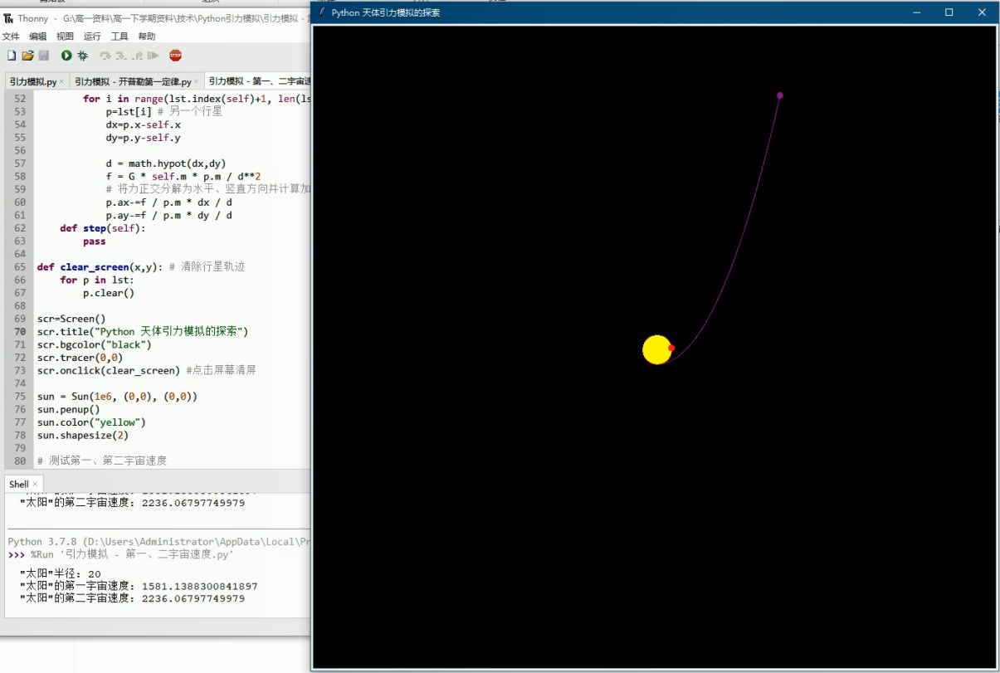 Thonny - G:\高一资料\高一下学期资料\技术\Python引力模拟\引力模拟 -
文件 编辑 视图 运行 工具 帮助
引力模拟.py × 引力模拟 - 开普勒第一定律.py × 引力模拟 - 第一、二宇宙速
52 for i in range(lst.index(self)+1, len(ls
53 p=lst[i] # 另一个行星
54 dx=p.x-self.x
55 dy=p.y-self.y
56
57 d = math.hypot(dx,dy)
58 f = G * self.m * p.m / d**2
59 # 将力正交分解为水平、竖直方向并计算加
60 p.ax-=f / p.m * dx / d
61 p.ay-=f / p.m * dy / d
62 def step(self):
63 pass
64
65 def clear_screen(x,y): # 清除行星轨迹
66 for p in lst:
67 p.clear()
68
69 scr=Screen()
70 scr.title("Python 天体引力模拟的探索")
71 scr.bgcolor("black")
72 scr.tracer(0,0)
73 scr.onclick(clear_screen) #点击屏幕清屏
74
75 sun = Sun(1e6, (0,0), (0,0))
76 sun.penup()
77 sun.color("yellow")
78 sun.shapesize(2)
79
80 # 测试第一、第二宇宙速度
Shell ×
"太阳"的第二宇宙速度: 2236.06797749979
Python 3.7.8 (D:\Users\Administrator\AppData\Local\Pr
>>> %Run '引力模拟 - 第一、二宇宙速度.py'
"太阳"半径: 20
"太阳"的第一宇宙速度: 1581.1388300841897
"太阳"的第二宇宙速度: 2236.06797749979
Python 天体引力模拟的探索
STOP